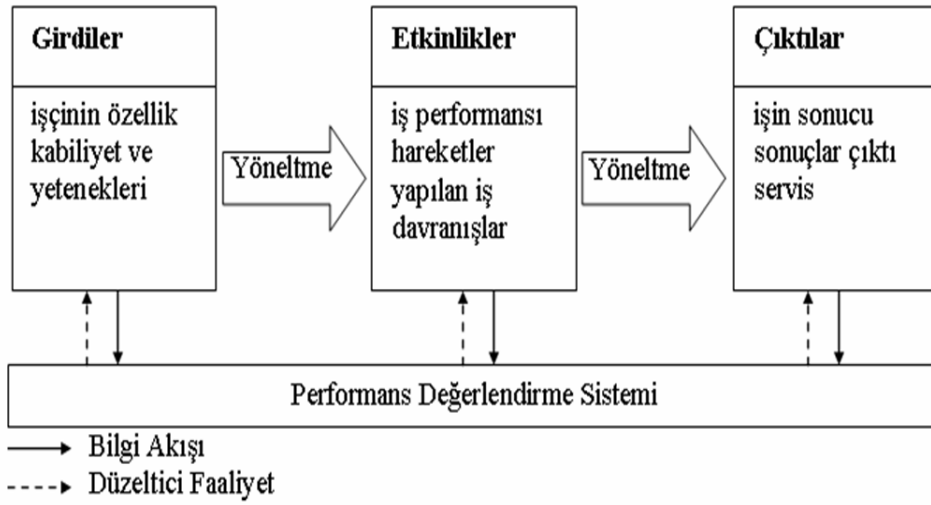 Girdiler
işçinin özellik
kabiliyet ve
yetenekleri
Yöneltme
Etkinlikler
iş performansı
hareketler
yapılan iş
davranışlar
Yöneltme
Çıktılar
işin sonucu
sonuçlar çıktı
servis
Performans Değerlendirme Sistemi
Bilgi Akışı
Düzeltici Faaliyet